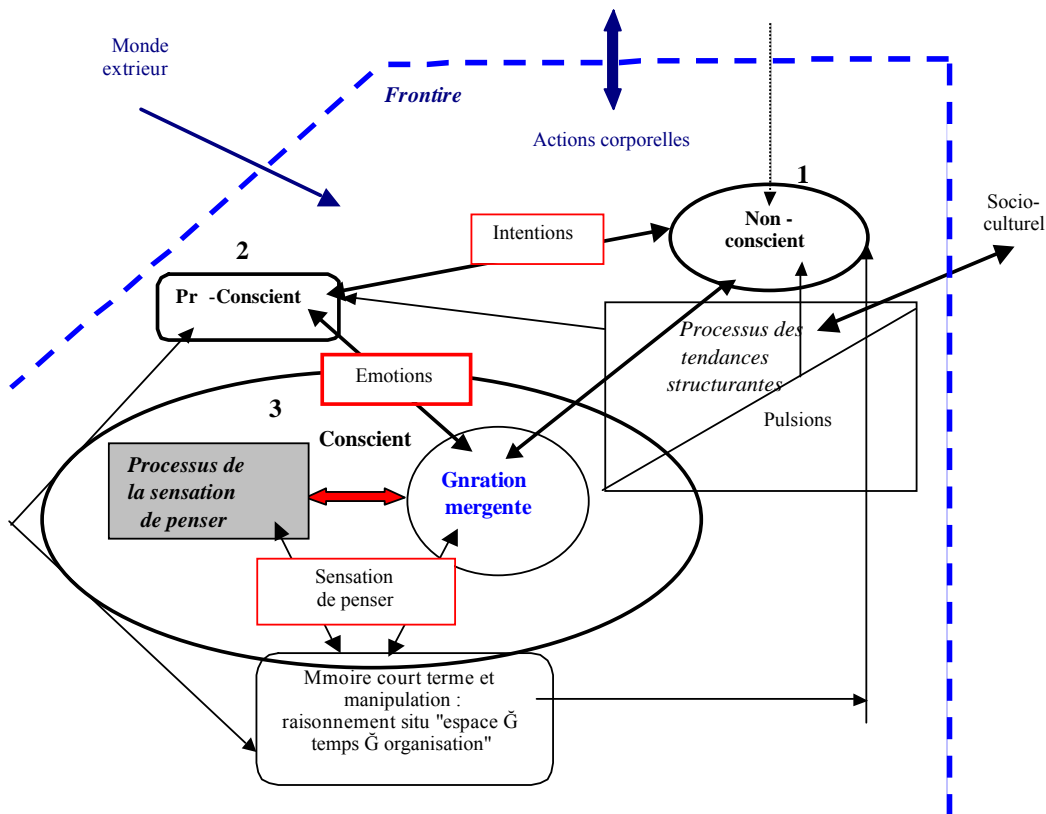 Monde
extrieur
Frontire
Actions corporelles
1
Non -
conscient
Socio-
culturel
Intentions
2
Pr -Conscient
Processus des
tendances
structurantes
Pulsions
Emotions
3
Conscient
Processus de
la sensation
de penser
Gnration
mergente
Sensation
de penser
Mmoire court terme et
manipulation :
raisonnement situ "espace Ğ
temps Ğ organisation"